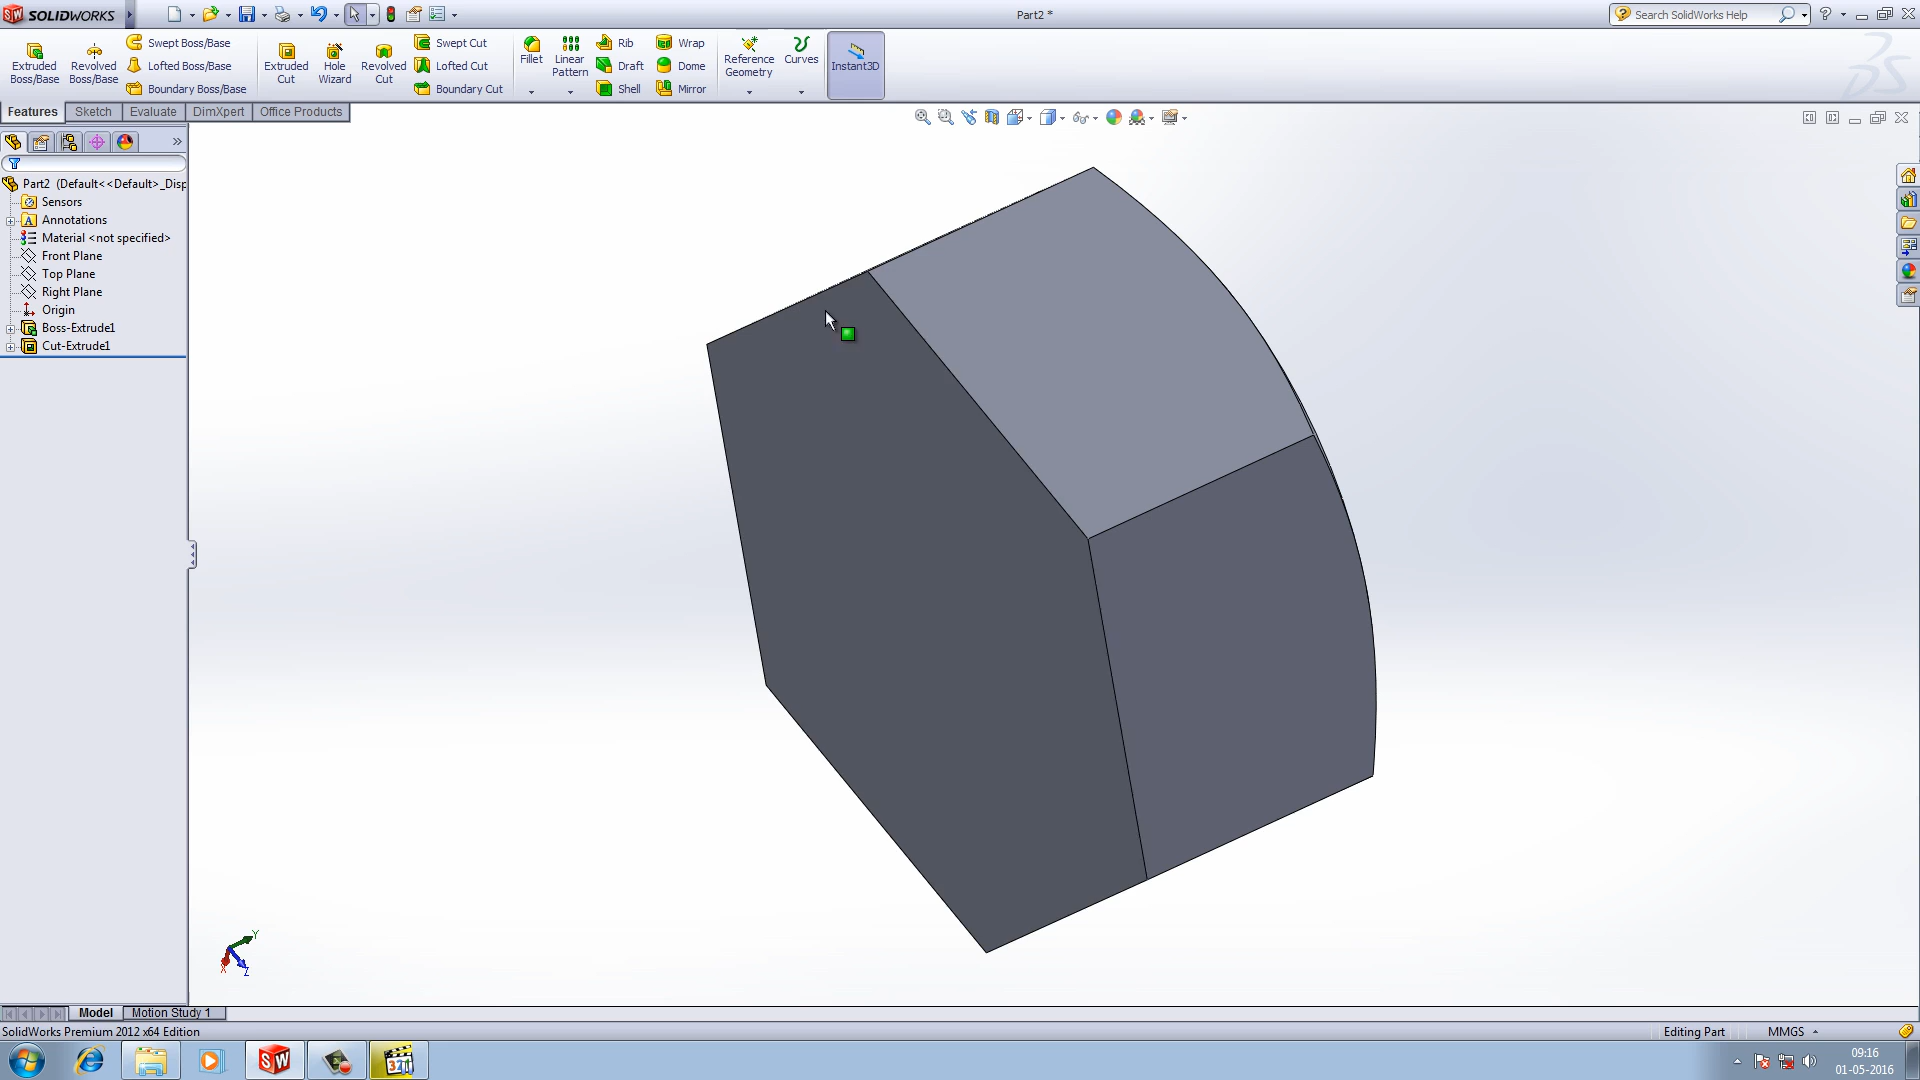 SW SOLIDWORKS
Part2 *
Search SolidWorks Help
Extruded Boss/Base
Revolved Boss/Base
Swept Boss/Base
Lofted Boss/Base
Boundary Boss/Base
Extruded Cut
Hole Wizard
Revolved Cut
Swept Cut
Lofted Cut
Boundary Cut
Fillet
Linear Pattern
Rib
Draft
Shell
Wrap
Dome
Mirror
Reference Geometry
Curves
Instant3D
Features
Sketch
Evaluate
DimXpert
Office Products
Part2 (Default<<Default>_Disp
Sensors
Annotations
Material <not specified>
Front Plane
Top Plane
Right Plane
Origin
Boss-Extrude1
Cut-Extrude1
Y
X
Z
Model
Motion Study 1
SolidWorks Premium 2012 x64 Edition
Editing Part
MMGS
SW
321
09:16
01-05-2016